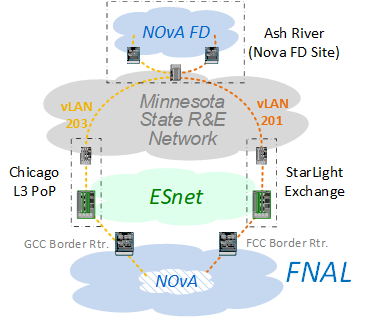 NOvA FD
Ash River
(Nova FD Site)
vLAN
203
Minnesota
State R&E
Network
vLAN
201
Chicago
L3 PoP
ESnet
StarLight
Exchange
GCC Border Rtr.
FCC Border Rtr.
NOvA
FNAL